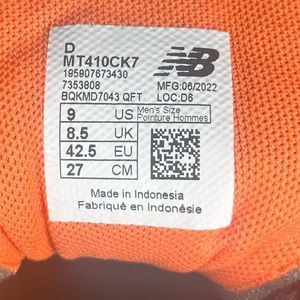 D
MT410CK7
195907673430
7353808
BQKMD7043 QFT
NB
MFG:06/2022
LOC:D6
9 US Men's Size Pointure Hommes
8.5 UK
42.5 EU
27 CM
Made in Indonesia
Fabriqué en Indonésie